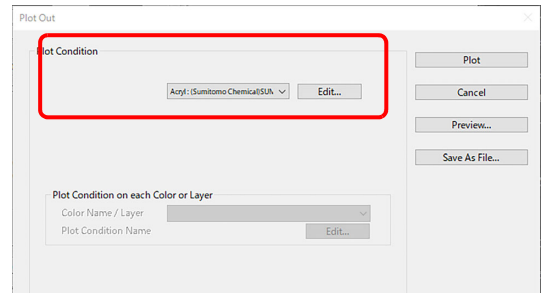 Plot Out
Plot Condition
Acryl : (Sumitomo Chemical)SUM
Edit...
Plot
Cancel
Preview...
Save As File...
Plot Condition on each Color or Layer
Color Name / Layer
Plot Condition Name
Edit...